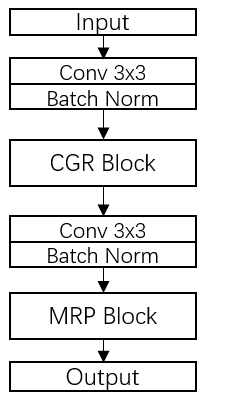 Input
Conv 3x3
Batch Norm
CGR Block
Conv 3x3
Batch Norm
MRP Block
Output